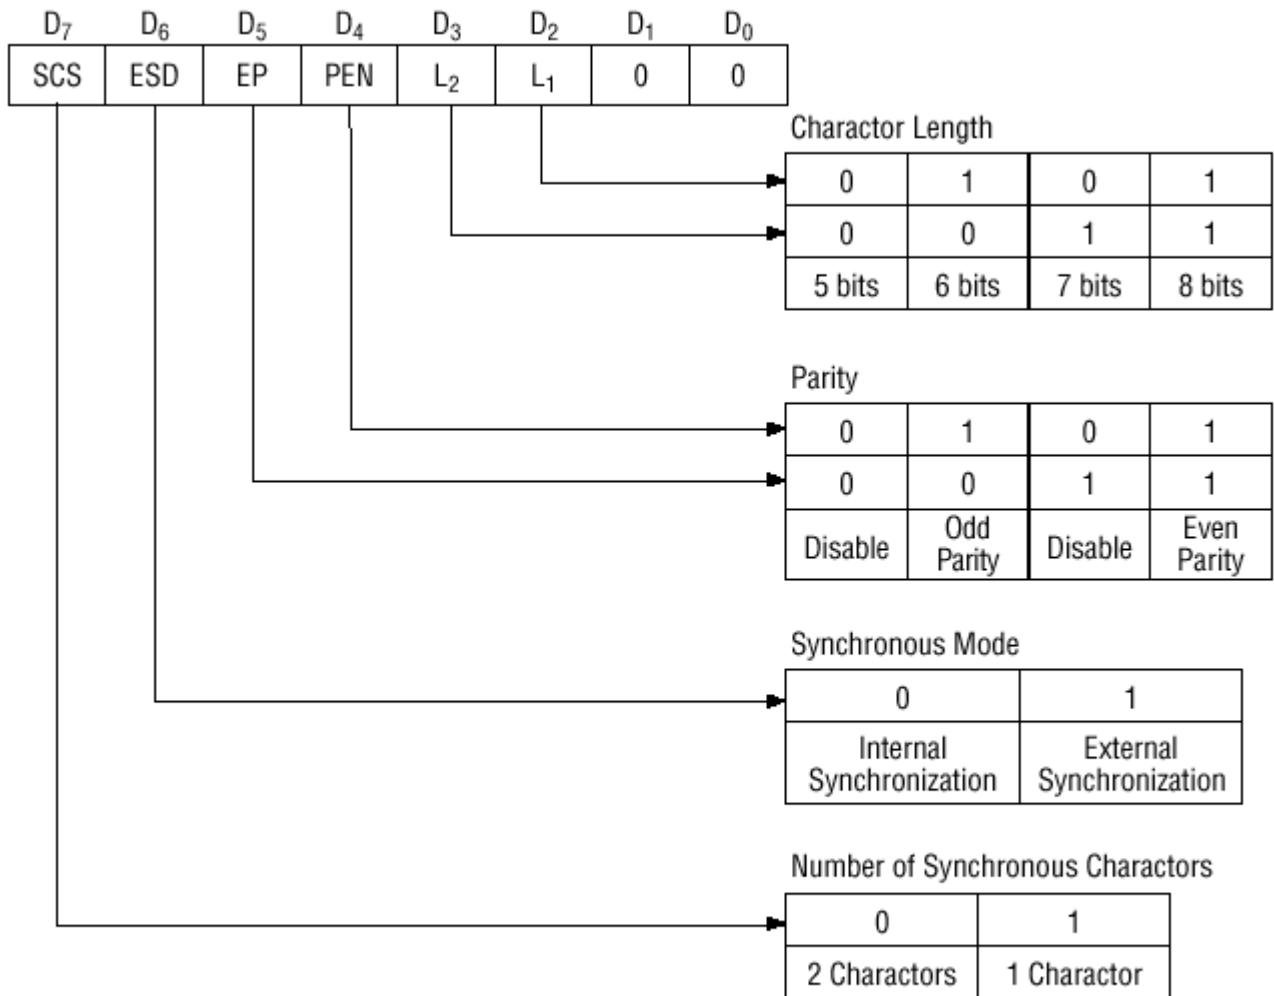 D7 D6 D5 D4 D3 D2 D1 D0
SCS ESD EP PEN L2 L1 0 0
Charactor Length
0 1 0 1
0 0 1 1
5 bits 6 bits 7 bits 8 bits
Parity
0 1 0 1
0 0 1 1
Disable Odd Parity Disable Even Parity
Synchronous Mode
0 1
Internal Synchronization External Synchronization
Number of Synchronous Charactors
0 1
2 Charactors 1 Charactor